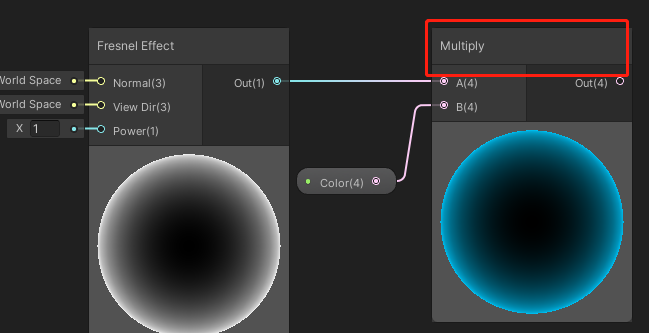 Fresnel Effect
Multiply
World Space
Normal(3)
Out(1)
A(4)
Out(4)
World Space
View Dir(3)
B(4)
X 1
Power(1)
Color(4)